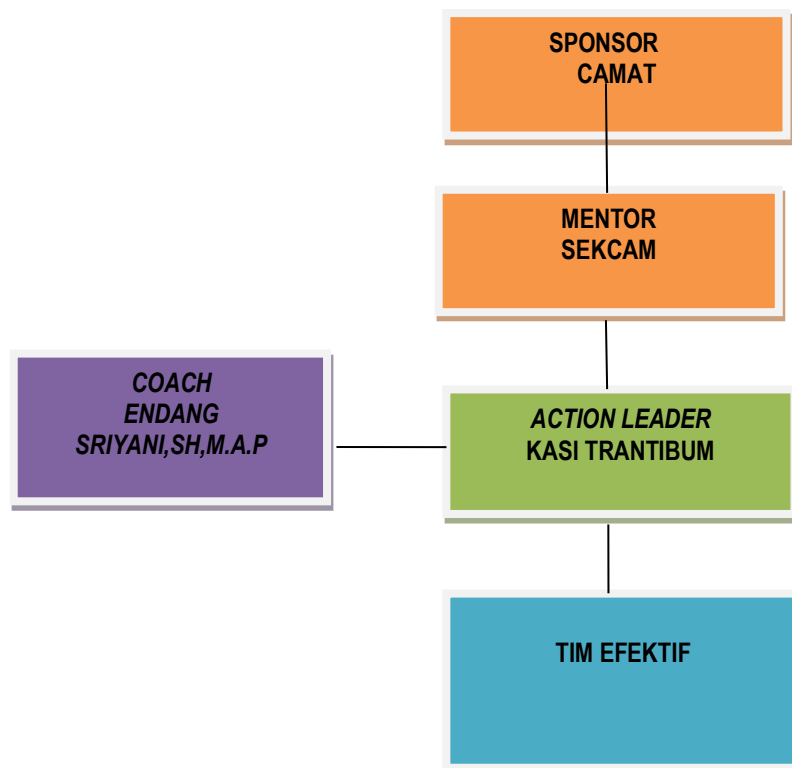 SPONSOR
CAMAT
MENTOR
SEKCAM
COACH
ENDANG
SRIYANI,SH,M.A.P
ACTION LEADER
KASI TRANTIBUM
TIM EFEKTIF